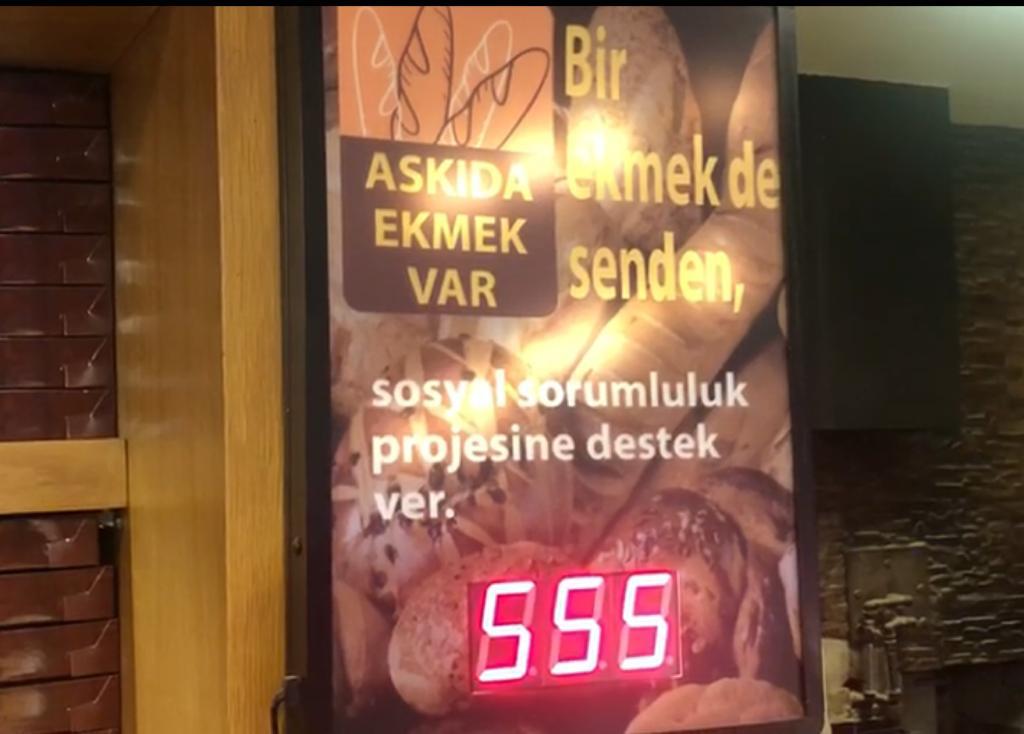 ASKIDA
EKMEK
VAR
Bir
ekmek de
senden,
sosyal sorumluluk
projesine destek
ver.
555